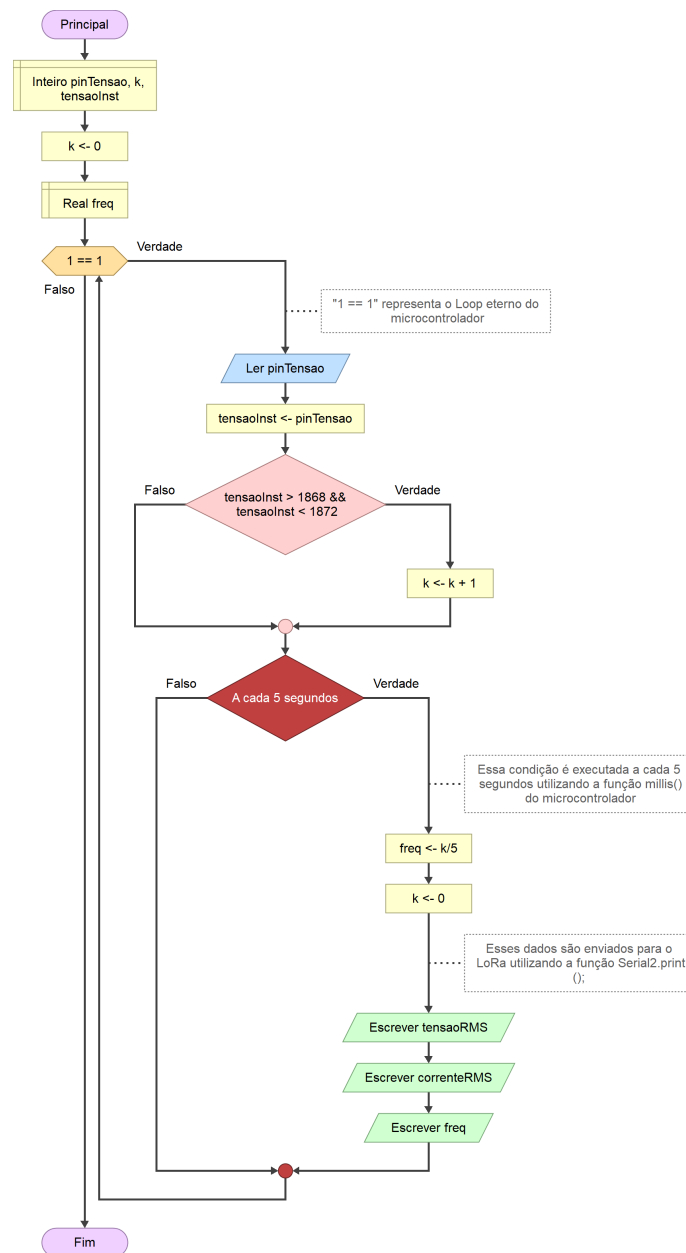 Principal
Inteiro pinTensao, k,
tensaoInst
k <- 0
Real freq
1 == 1
Verdade
Falso
"1 == 1" representa o Loop eterno do
microcontrolador
Ler pinTensao
tensaoInst <- pinTensao
Falso
tensaoInst > 1868 &&
tensaoInst < 1872
Verdade
k <- k + 1
Falso
A cada 5 segundos
Verdade
Essa condição é executada a cada 5
segundos utilizando a função millis()
do microcontrolador
freq <- k/5
k <- 0
Esses dados são enviados para o
LoRa utilizando a função Serial2.print
();
Escrever tensaoRMS
Escrever correnteRMS
Escrever freq
Fim